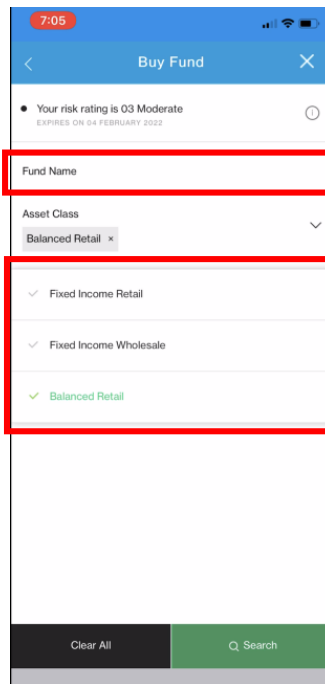 7:05
Buy Fund
Your risk rating is 03 Moderate
EXPIRES ON 04 FEBRUARY 2022
Fund Name
Asset Class
Balanced Retail ×
Fixed Income Retail
Fixed Income Wholesale
Balanced Retail
Clear All
Search